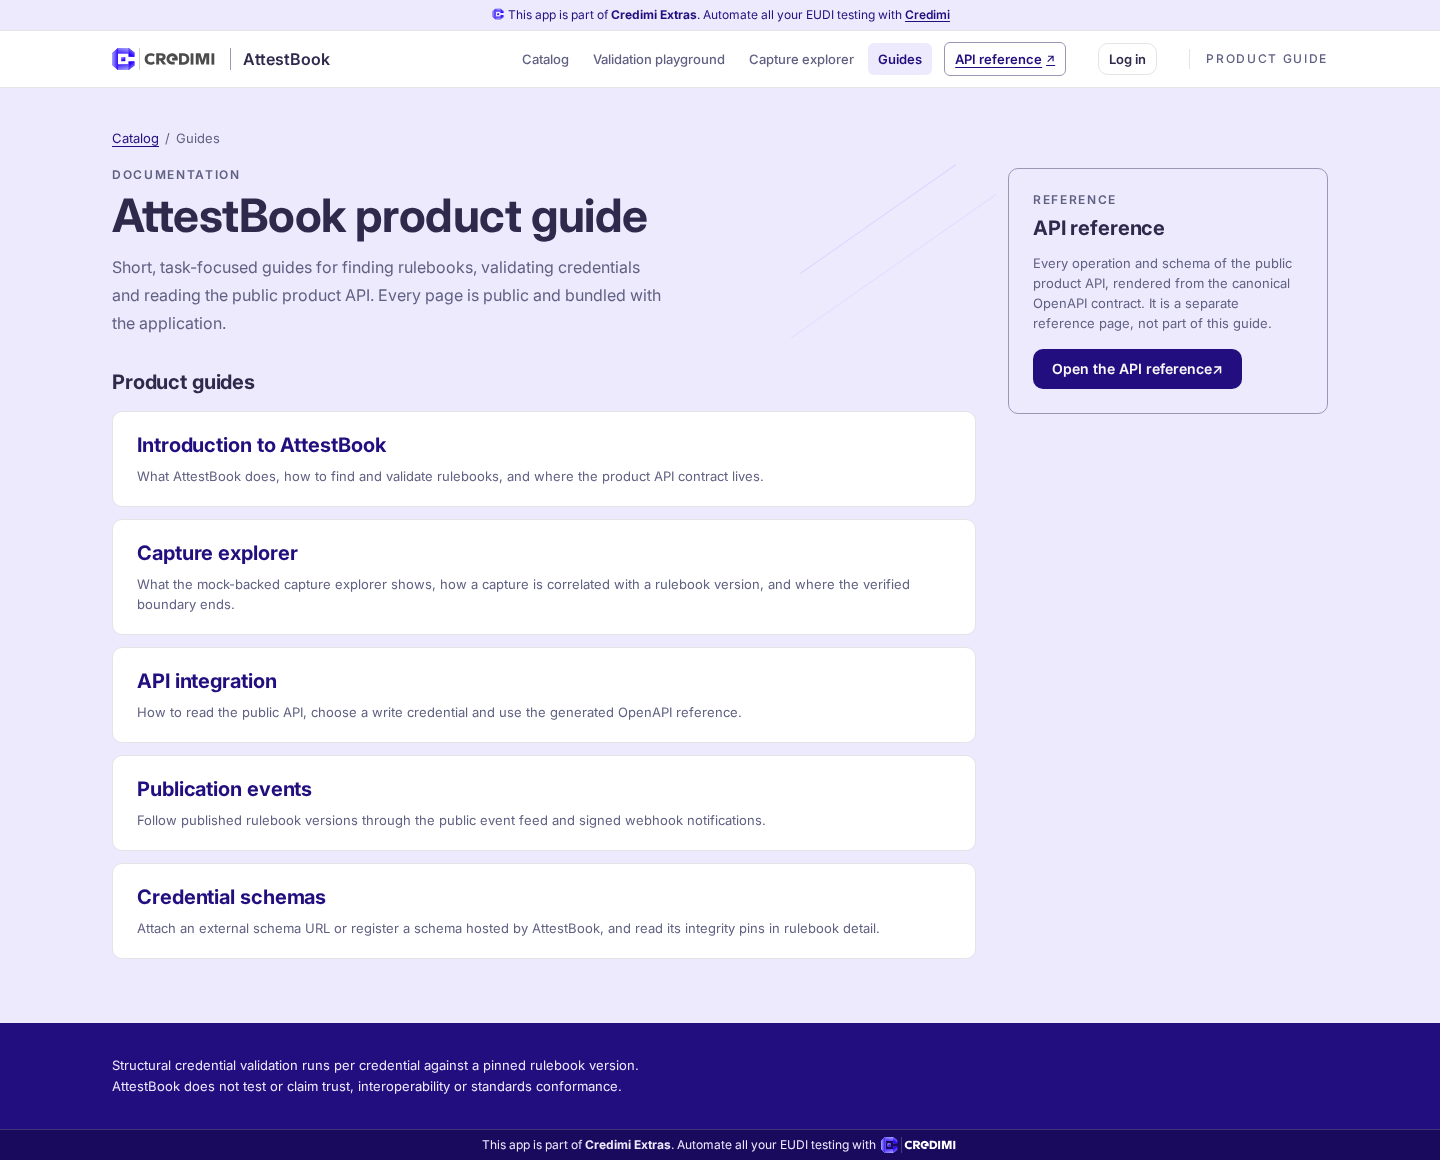 This app is part of Credimi Extras. Automate all your EUDI testing with Credimi
CREDIMI
AttestBook
Catalog
Validation playground
Capture explorer
Guides
API reference ↗
Log in
PRODUCT GUIDE
Catalog / Guides
DOCUMENTATION
AttestBook product guide
Short, task-focused guides for finding rulebooks, validating credentials
and reading the public product API. Every page is public and bundled with
the application.
REFERENCE
API reference
Every operation and schema of the public
product API, rendered from the canonical
OpenAPI contract. It is a separate
reference page, not part of this guide.
Open the API reference↗
Product guides
Introduction to AttestBook
What AttestBook does, how to find and validate rulebooks, and where the product API contract lives.
Capture explorer
What the mock-backed capture explorer shows, how a capture is correlated with a rulebook version, and where the verified
boundary ends.
API integration
How to read the public API, choose a write credential and use the generated OpenAPI reference.
Publication events
Follow published rulebook versions through the public event feed and signed webhook notifications.
Credential schemas
Attach an external schema URL or register a schema hosted by AttestBook, and read its integrity pins in rulebook detail.
Structural credential validation runs per credential against a pinned rulebook version.
AttestBook does not test or claim trust, interoperability or standards conformance.
This app is part of Credimi Extras. Automate all your EUDI testing with CREDIMI